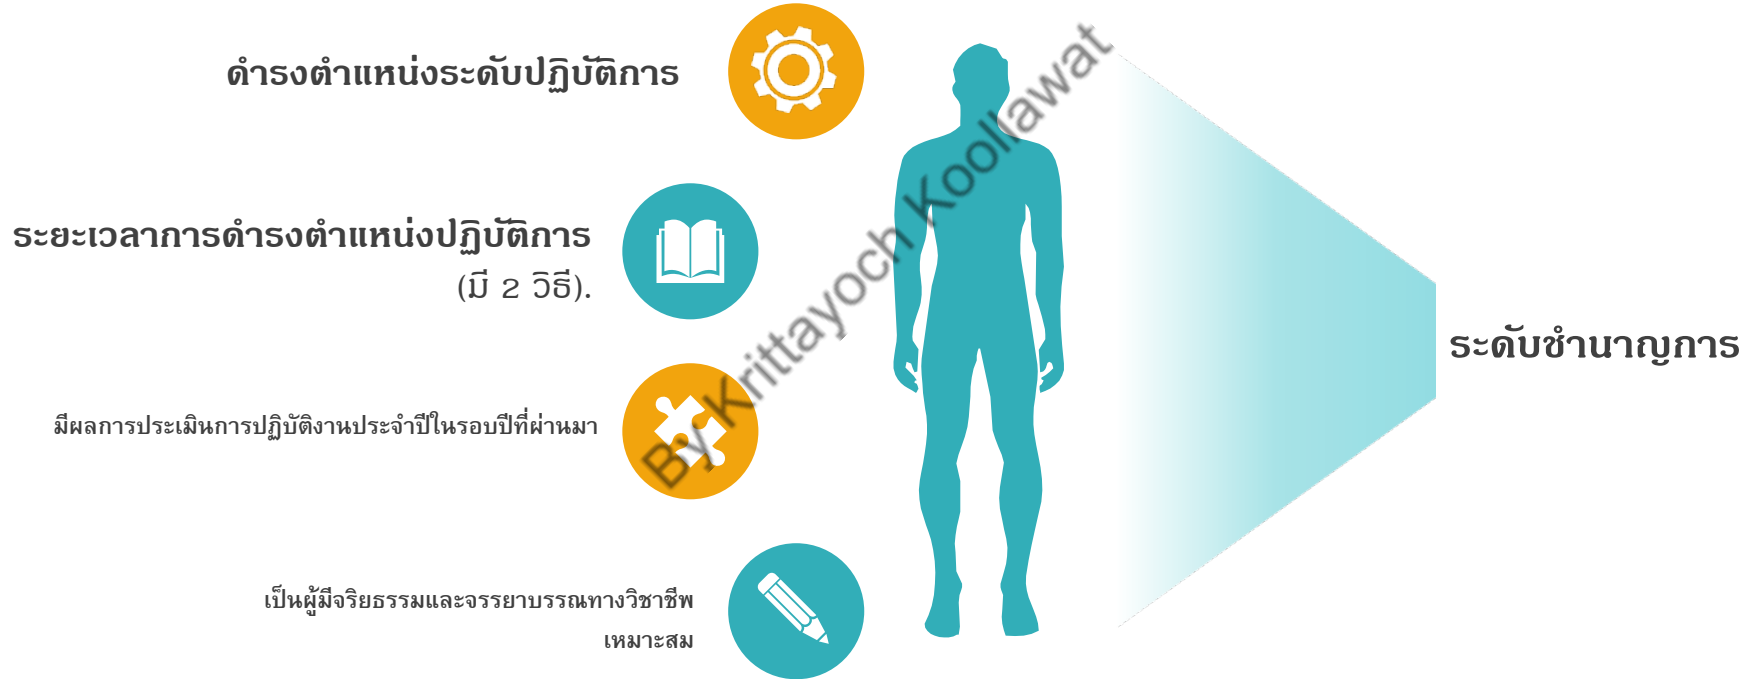 ดำรงตำแหน่งระดับปฏิบัติการ
ระยะเวลาการดำรงตำแหน่งปฏิบัติการ
(มี 2 วิธี).
มีผลการประเมินการปฏิบัติงานประจำปีในรอบปีที่ผ่านมา
เป็นผู้มีจริยธรรมและจรรยาบรรณทางวิชาชีพ
เหมาะสม
ระดับชำนาญการ
By Krittayoch Koollawat